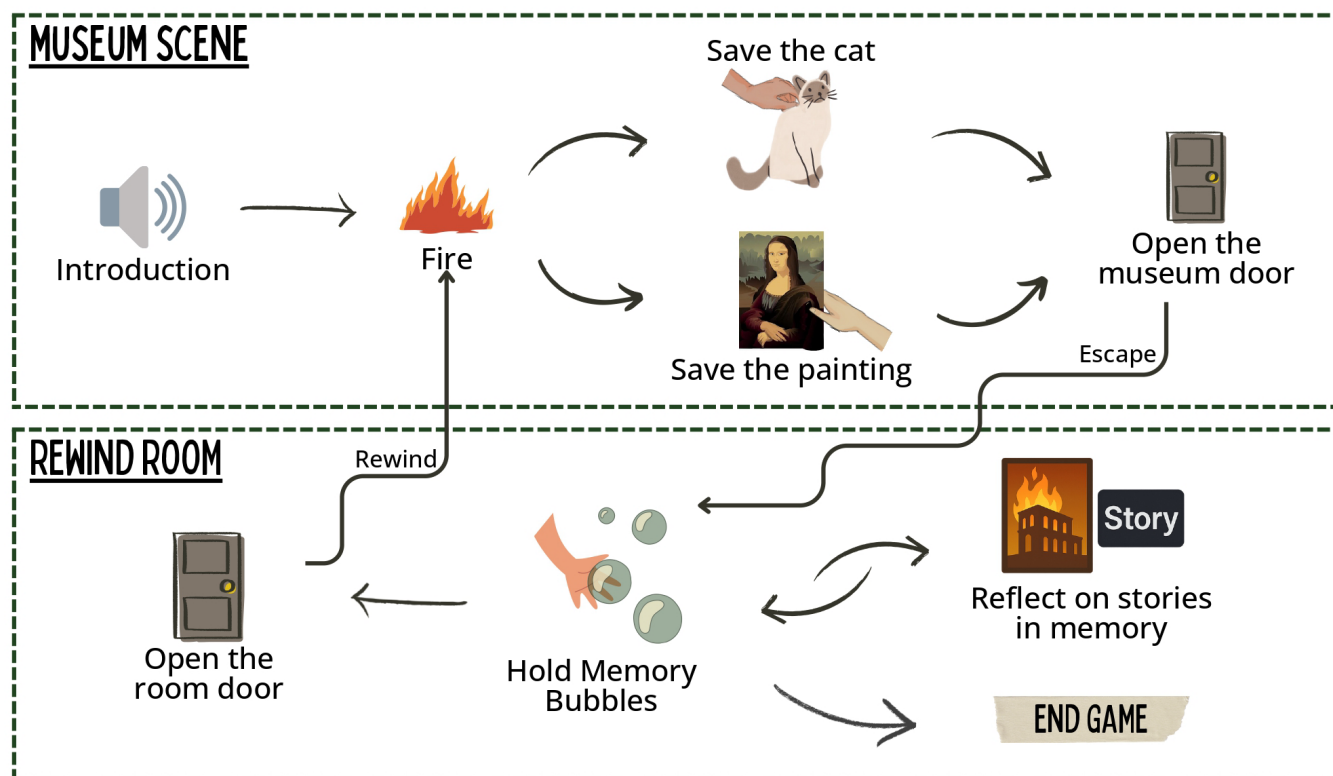 MUSEUM SCENE
Save the cat
Introduction
Fire
Open the
museum door
Save the painting
Escape
REWIND ROOM
Rewind
Story
Reflect on stories
in memory
Open the
room door
Hold Memory
Bubbles
END GAME